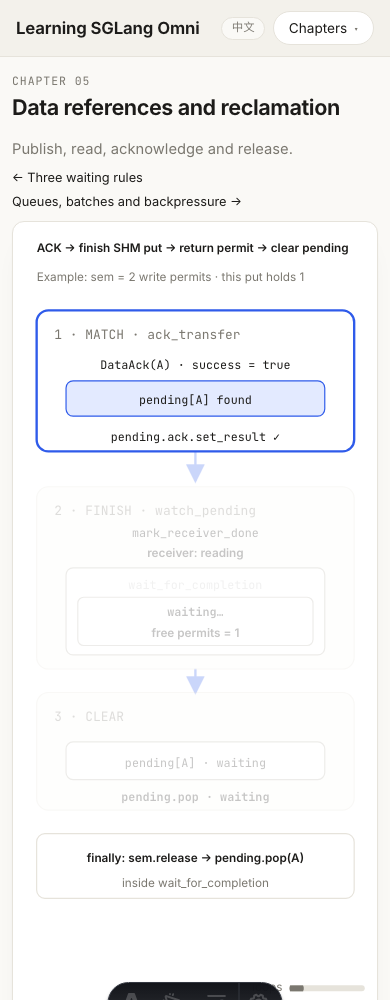 Learning SGLang Omni
中文
Chapters
CHAPTER 05
Data references and reclamation
Publish, read, acknowledge and release.
← Three waiting rules
Queues, batches and backpressure →
ACK → finish SHM put → return permit → clear pending
Example: sem = 2 write permits · this put holds 1
1 · MATCH · ack_transfer
DataAck(A) · success = true
pending[A] found
pending.ack.set_result ✓
2 · FINISH · watch_pending
mark_receiver_done
receiver: reading
wait_for_completion
waiting…
free permits = 1
3 · CLEAR
pending[A] · waiting
pending.pop · waiting
finally: sem.release → pending.pop(A)
inside wait_for_completion